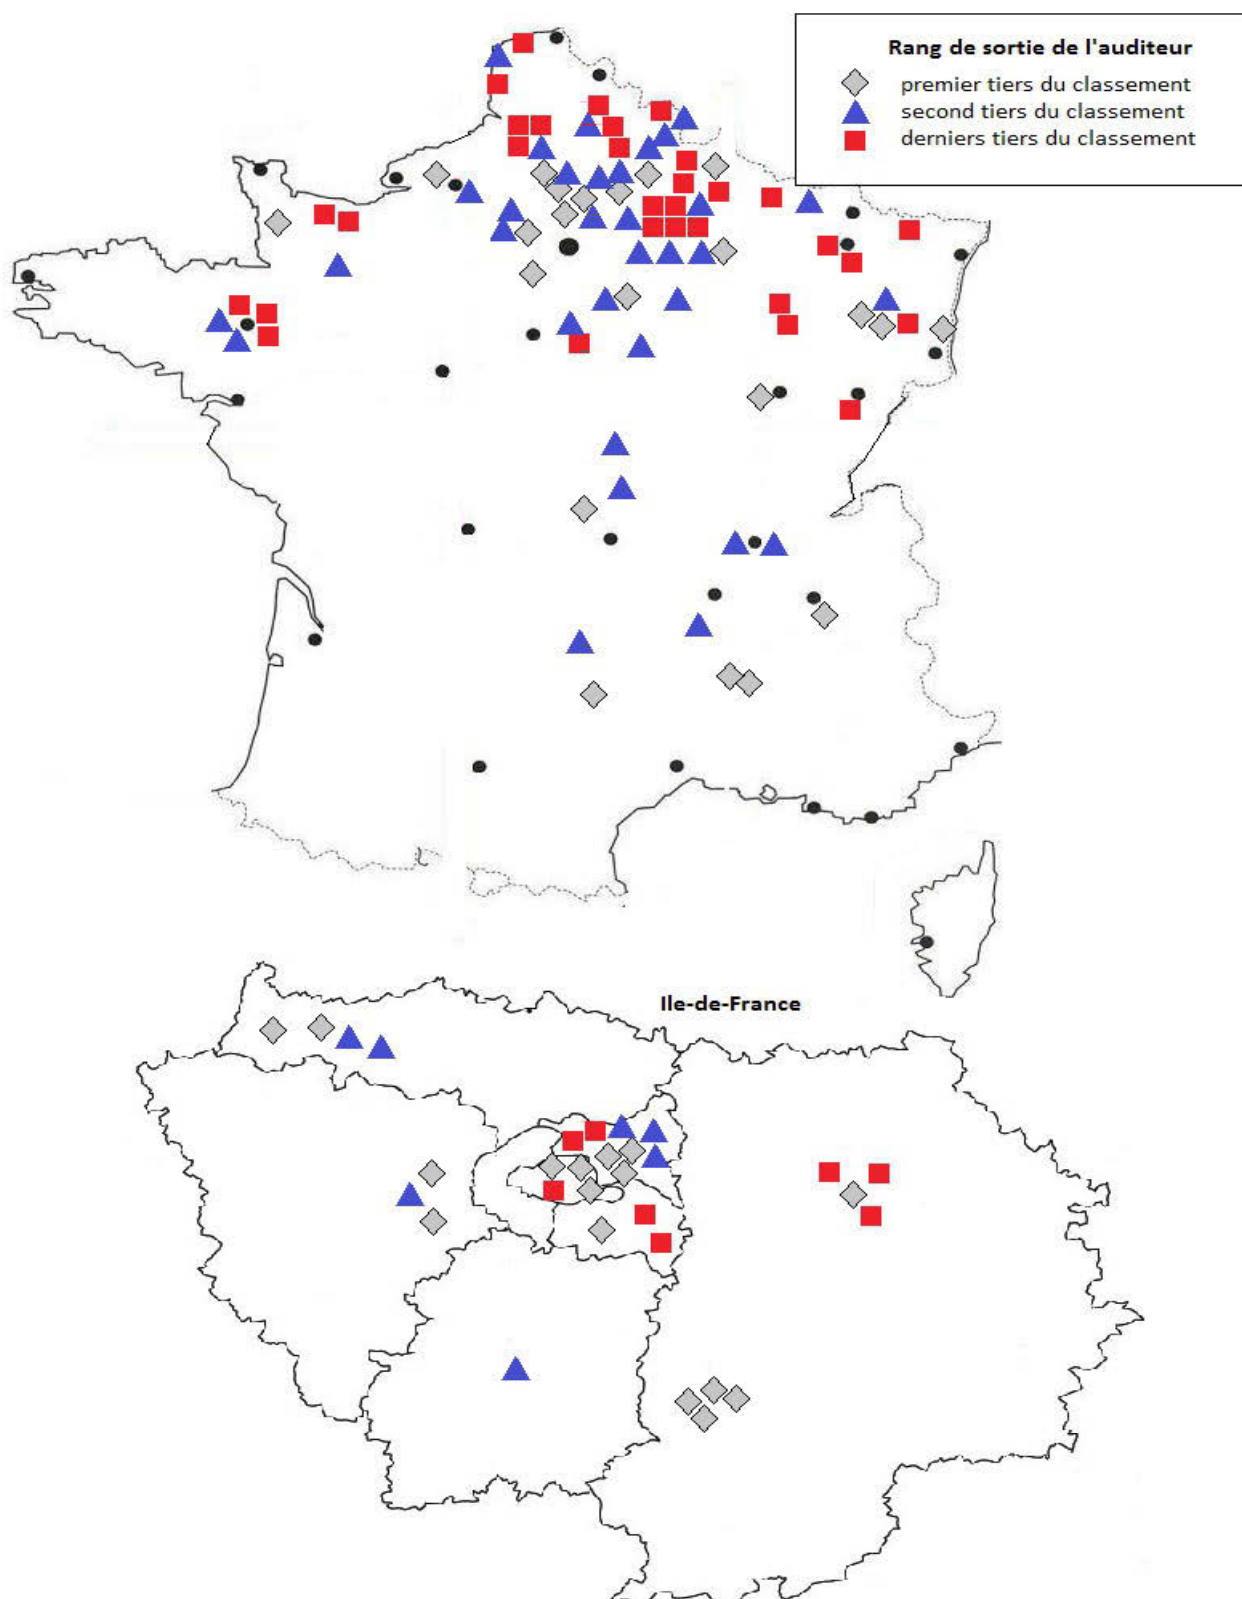 Rang de sortie de l'auditeur
premier tiers du classement
second tiers du classement
derniers tiers du classement
Ile-de-France